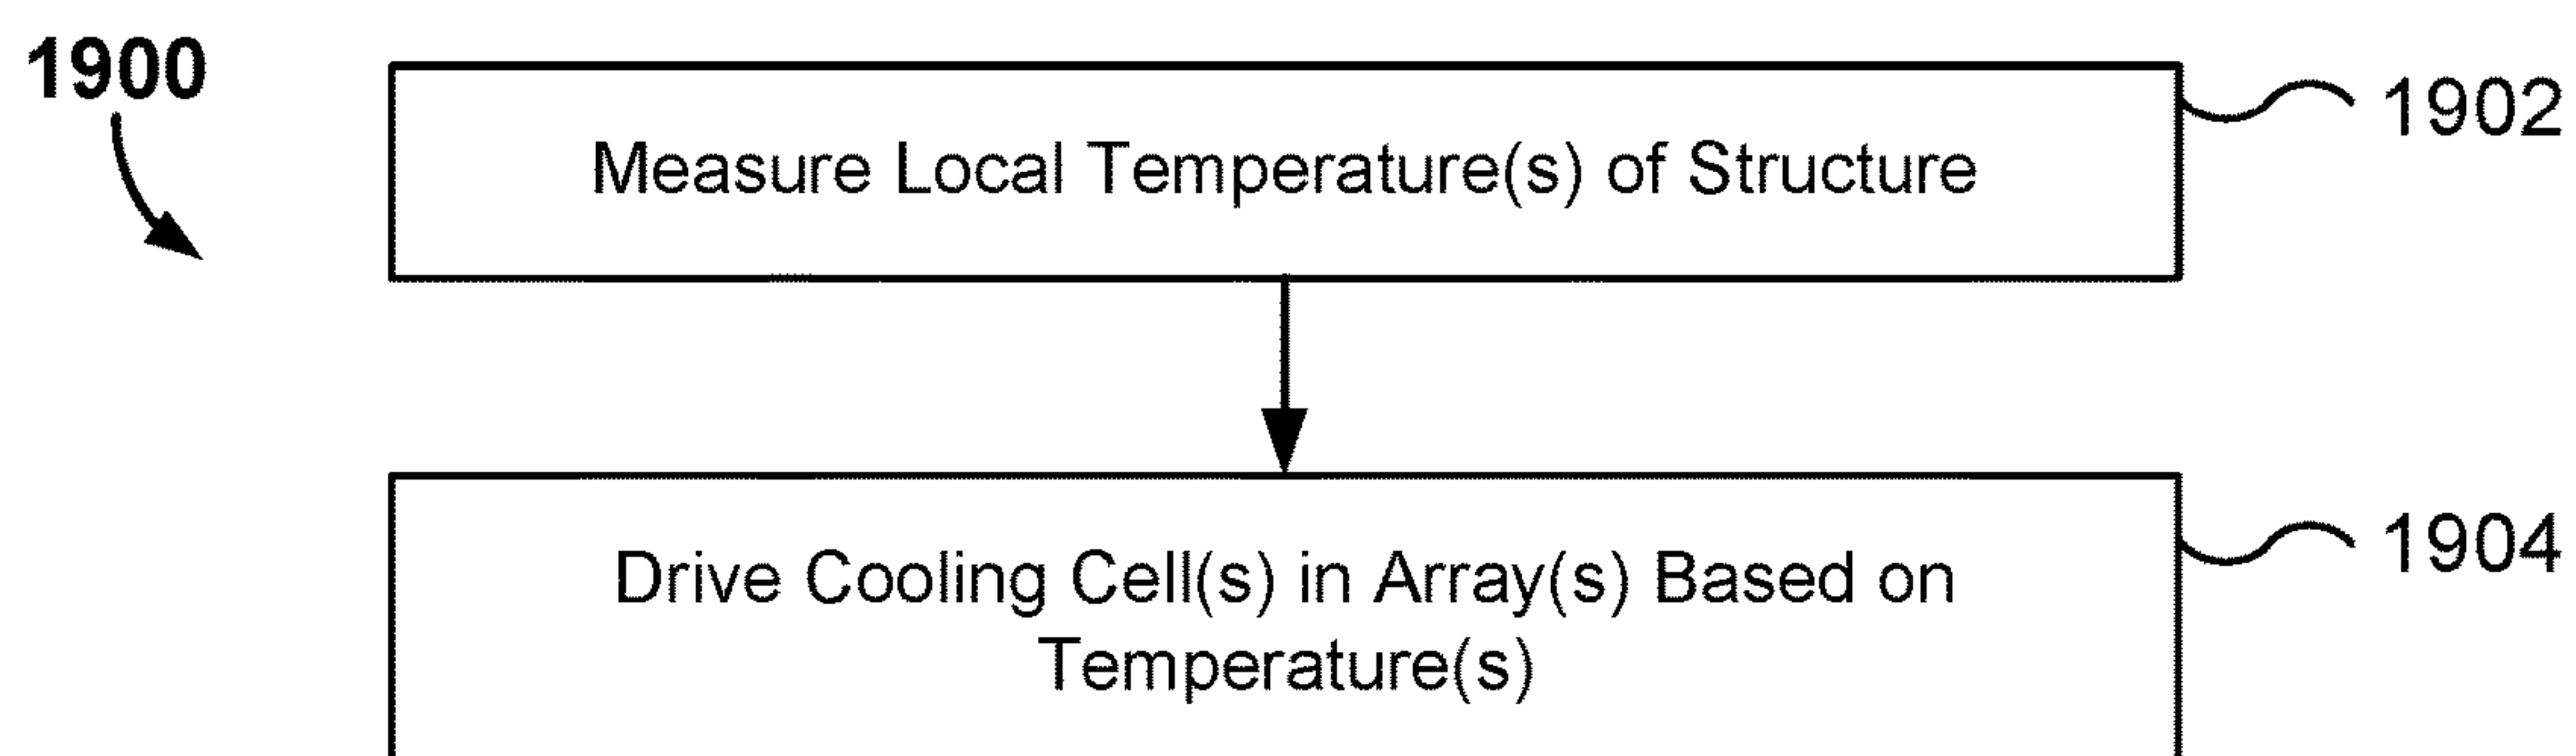 1900
Measure Local Temperature(s) of Structure
1902
Drive Cooling Cell(s) in Array(s) Based on
Temperature(s)
1904